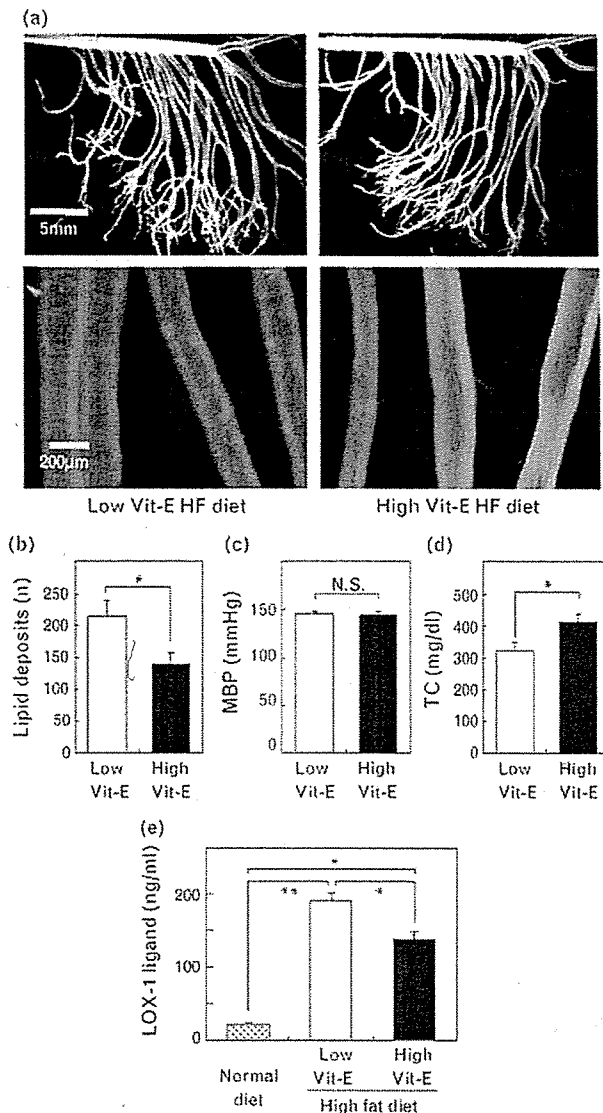 (a)
5mm
200µm
Low Vit-E HF diet
High Vit-E HF diet
(b)
(c)
(d)
Lipid deposits (n)
250
200
150
100
50
0
*
Low
Vit-E
High
Vit-E
MBP (mmHg)
150
100
50
0
N.S.
Low
Vit-E
High
Vit-E
TC (mg/dl)
500
400
300
200
100
0
*
Low
Vit-E
High
Vit-E
(e)
LOX-1 ligand (ng/ml)
200
100
0
*
**
*
Normal
diet
Low
Vit-E
High
Vit-E
High fat diet